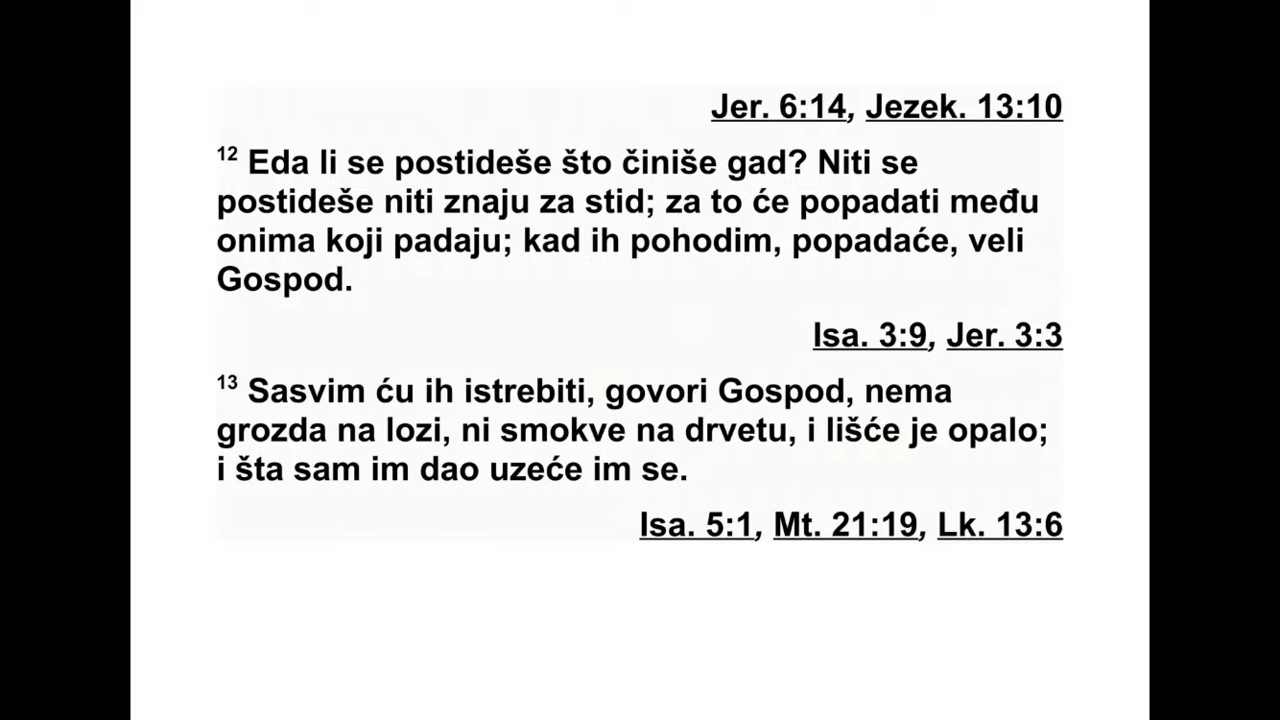 Jer. 6:14, Jezek. 13:10
12 Eda li se postideše što činiše gad? Niti se
postideše niti znaju za stid; za to će popadati među
onima koji padaju; kad ih pohodim, popadaće, veli
Gospod.
Isa. 3:9, Jer. 3:3
13 Sasvim ću ih istrebiti, govori Gospod, nema
grozda na lozi, ni smokve na drvetu, i lišće je opalo;
i šta sam im dao uzeće im se.
Isa. 5:1, Mt. 21:19, Lk. 13:6